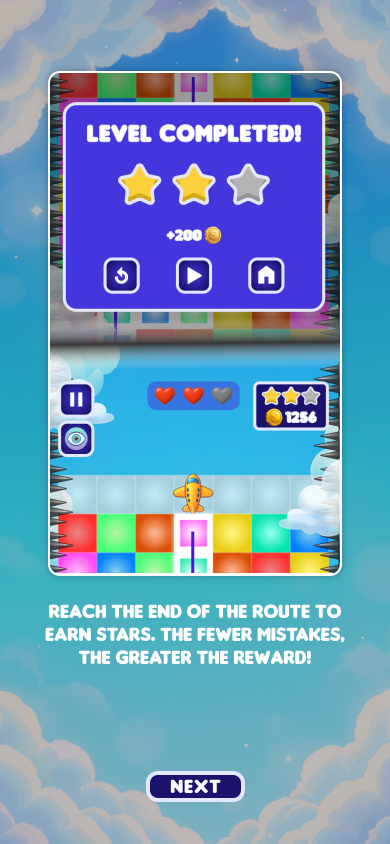 LEVEL COMPLETED!
+200
1256
REACH THE END OF THE ROUTE TO
EARN STARS. THE FEWER MISTAKES,
THE GREATER THE REWARD!
NEXT